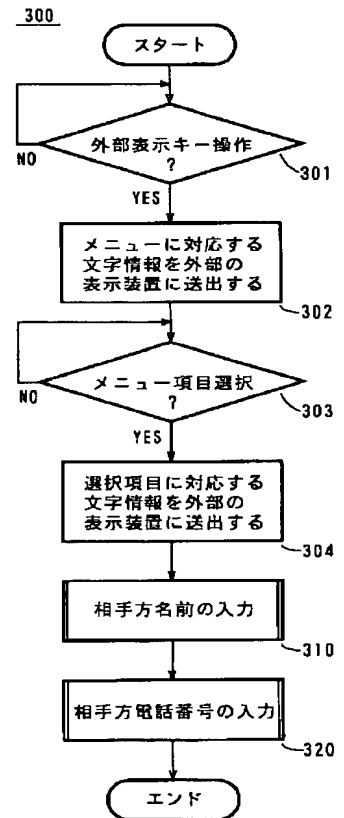 300
スタート
外部表示キー操作
?
301
NO
YES
メニューに対応する
文字情報を外部の
表示装置に送出する
302
メニュー項目選択
?
303
NO
YES
選択項目に対応する
文字情報を外部の
表示装置に送出する
304
相手方名前の入力
310
相手方電話番号の入力
320
エンド